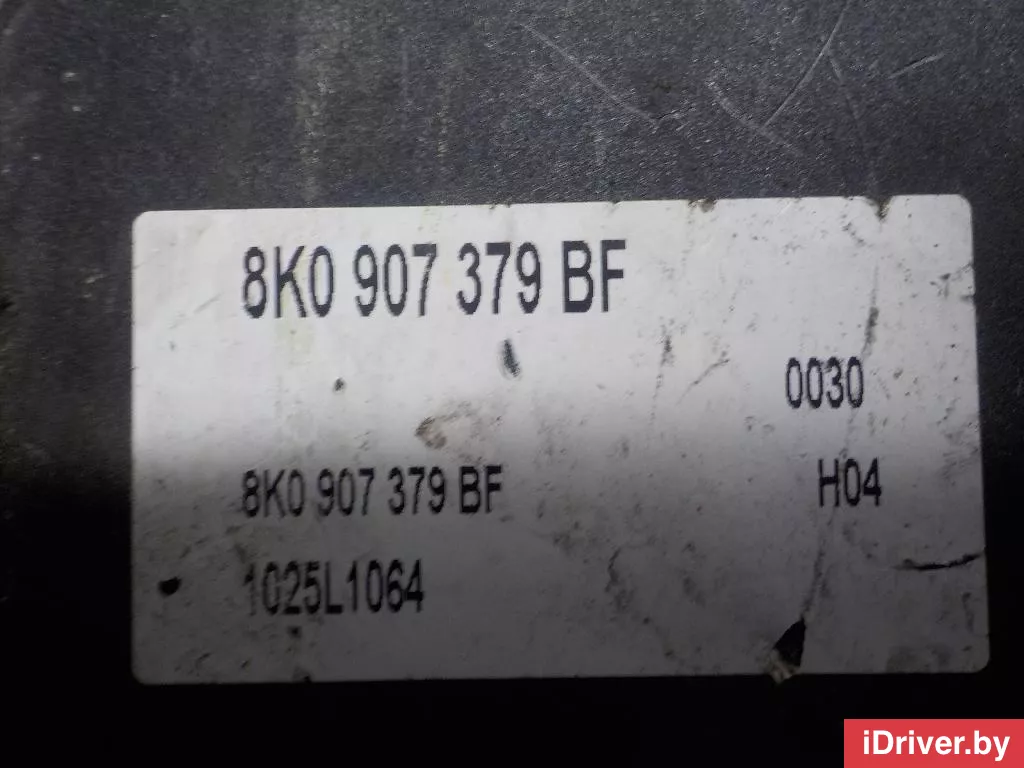 8K0 907 379 BF
0030
8K0 907 379 BF H04
1025L1064
iDriver.by